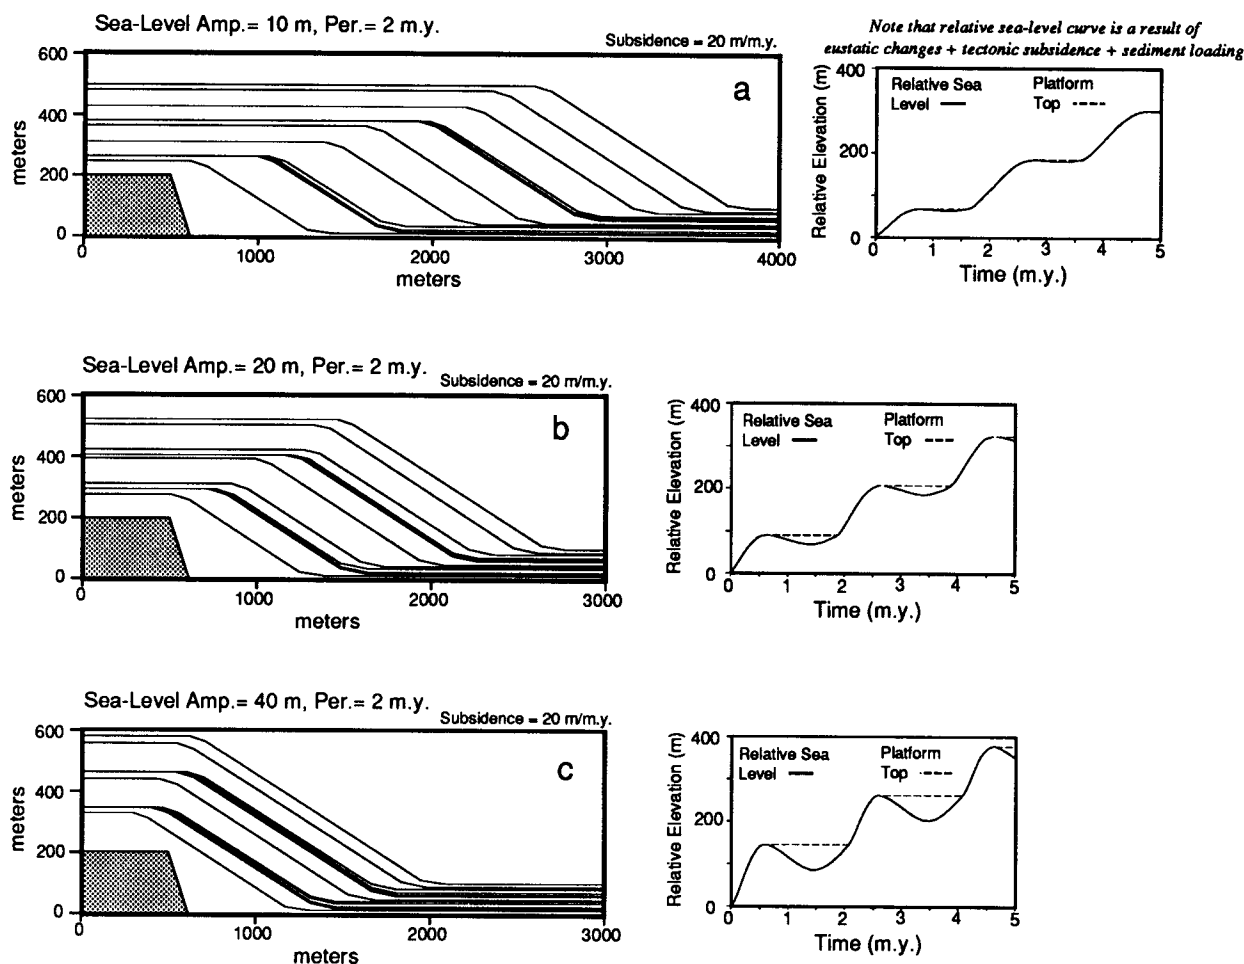 Sea-Level Amp.= 10 m, Per.= 2 m.y.
Subsidence = 20 m/m.y.
Note that relative sea-level curve is a result of
eustatic changes + tectonic subsidence + sediment loading
600
400
200
0
meters
a
0 1000 2000 3000 4000
meters
Relative Elevation (m)
400
200
0
Relative Sea Platform
Level Top
0 1 2 3 4 5
Time (m.y.)
Sea-Level Amp.= 20 m, Per.= 2 m.y.
Subsidence = 20 m/m.y.
600
400
200
0
meters
b
0 1000 2000 3000
meters
Relative Elevation (m)
400
200
0
Relative Sea Platform
Level Top
0 1 2 3 4 5
Time (m.y.)
Sea-Level Amp.= 40 m, Per.= 2 m.y.
Subsidence = 20 m/m.y.
600
400
200
0
meters
c
0 1000 2000 3000
meters
Relative Elevation (m)
400
200
0
Relative Sea Platform
Level Top
0 1 2 3 4 5
Time (m.y.)